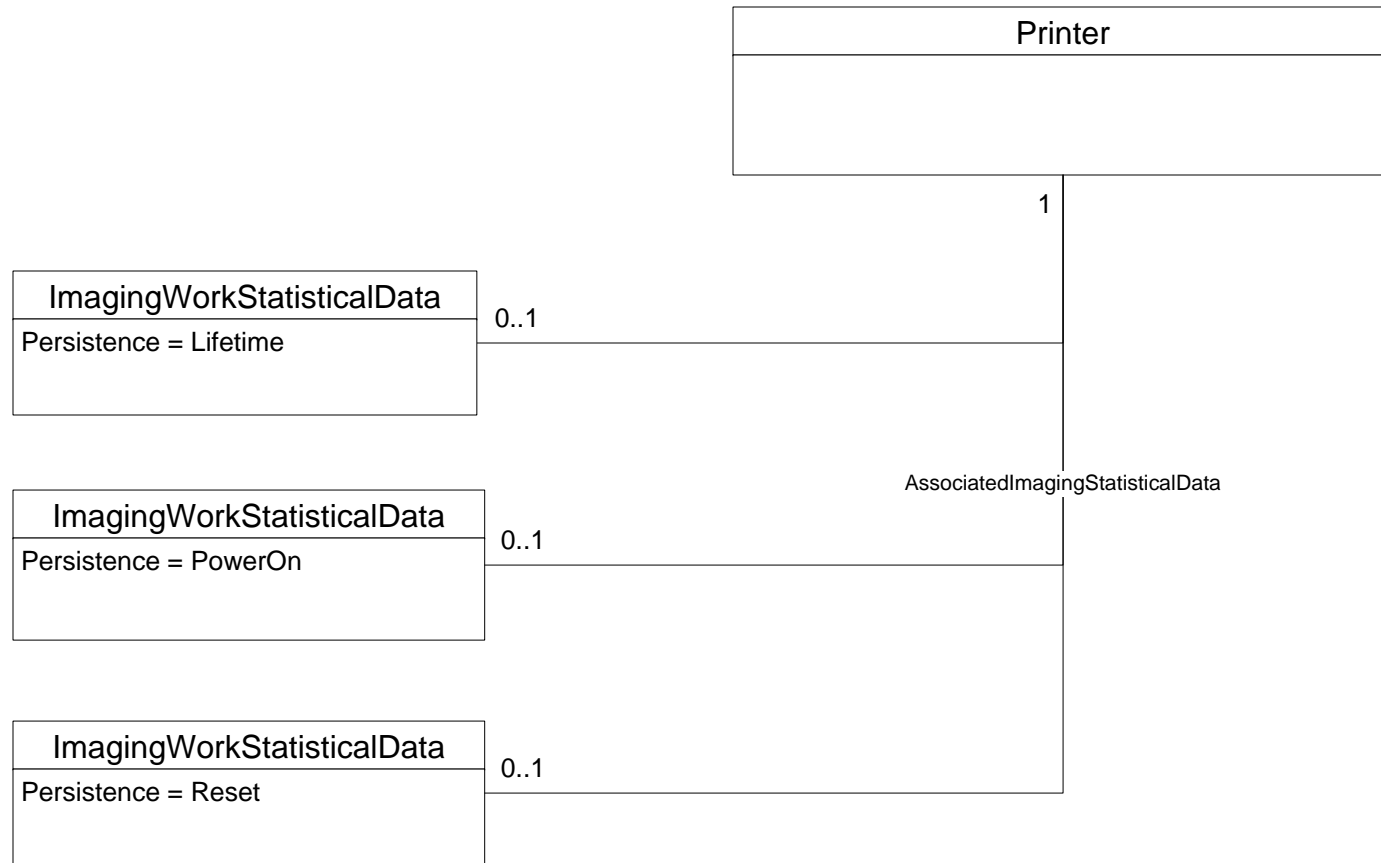 Printer
1
ImagingWorkStatisticalData
0..1
Persistence = Lifetime
AssociatedImagingStatisticalData
ImagingWorkStatisticalData
0..1
Persistence = PowerOn
ImagingWorkStatisticalData
0..1
Persistence = Reset